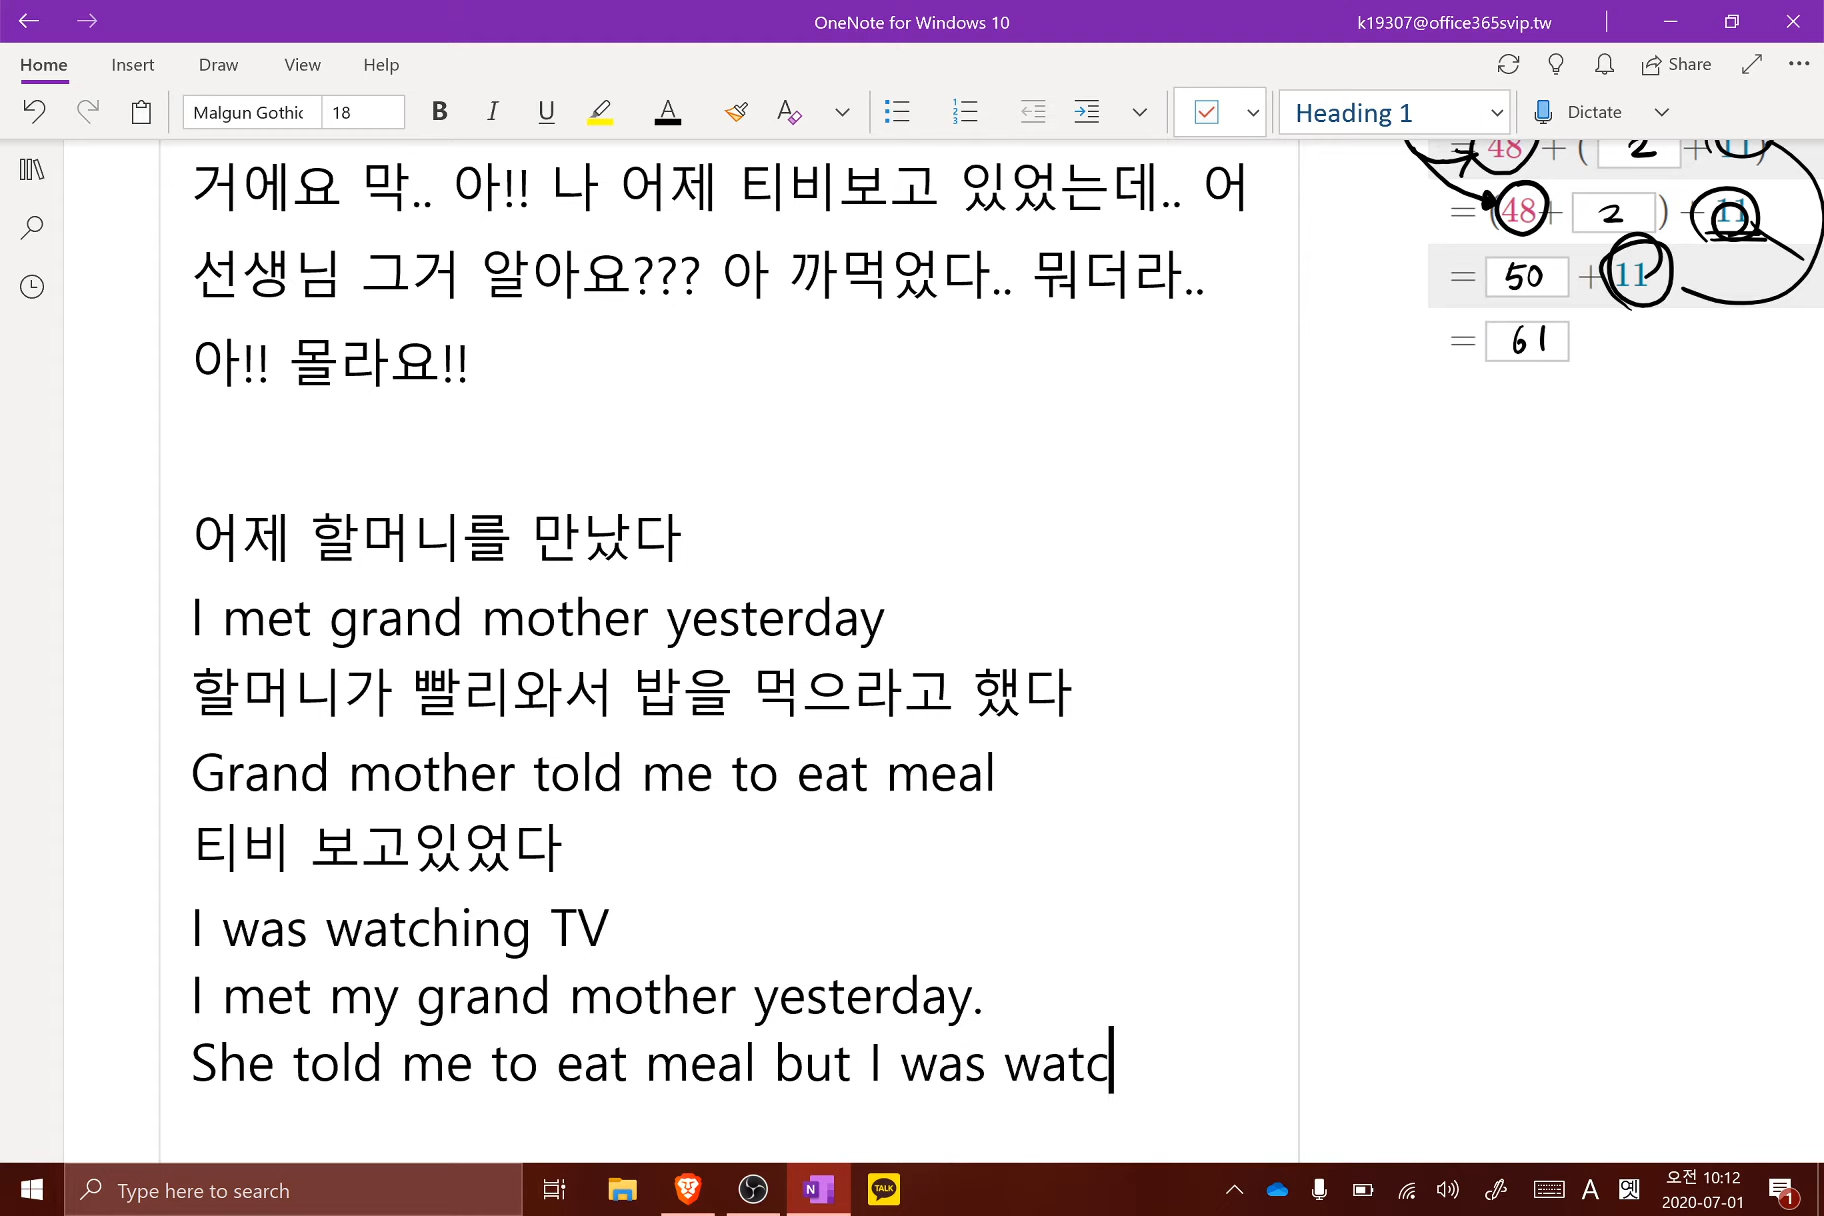 OneNote for Windows 10
k19307@office365svip.tw
Home Insert Draw View Help
Share
Malgun Gothic 18 B I U A A Heading 1 Dictate
거에요 막.. 아!! 나 어제 티비보고 있었는데.. 어
선생님 그거 알아요??? 아 까먹었다.. 뭐더라..
아!! 몰라요!!
어제 할머니를 만났다
I met grand mother yesterday
할머니가 빨리와서 밥을 먹으라고 했다
Grand mother told me to eat meal
티비 보고있었다
I was watching TV
I met my grand mother yesterday.
She told me to eat meal but I was watc
= 48 + ( 2 + 11 )
= (48 + 2 ) + 11
= 50 + 11
= 61
Type here to search
N
TALK
A
오전 10:12
2020-07-01
1